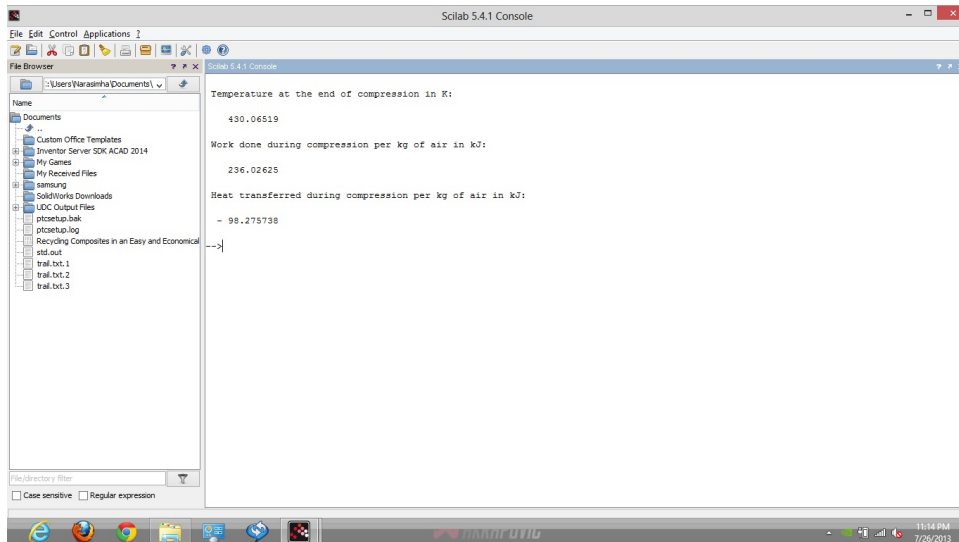 Scilab 5.4.1 Console
File Edit Control Applications ?
File Browser
Scilab 5.4.1 Console
:\Users\Narasimha\Documents\
Name
Documents
..
Custom Office Templates
Inventor Server SDK ACAD 2014
My Games
My Received Files
samsung
SolidWorks Downloads
UDC Output Files
ptcsetup.bak
ptcsetup.log
Recycling Composites in an Easy and Economical
std.out
trail.txt.1
trail.txt.2
trail.txt.3
Temperature at the end of compression in K:
430.06519
Work done during compression per kg of air in kJ:
236.02625
Heat transferred during compression per kg of air in kJ:
- 98.275738
-->
File/directory filter
Case sensitive
Regular expression
11:14 PM
7/26/2013